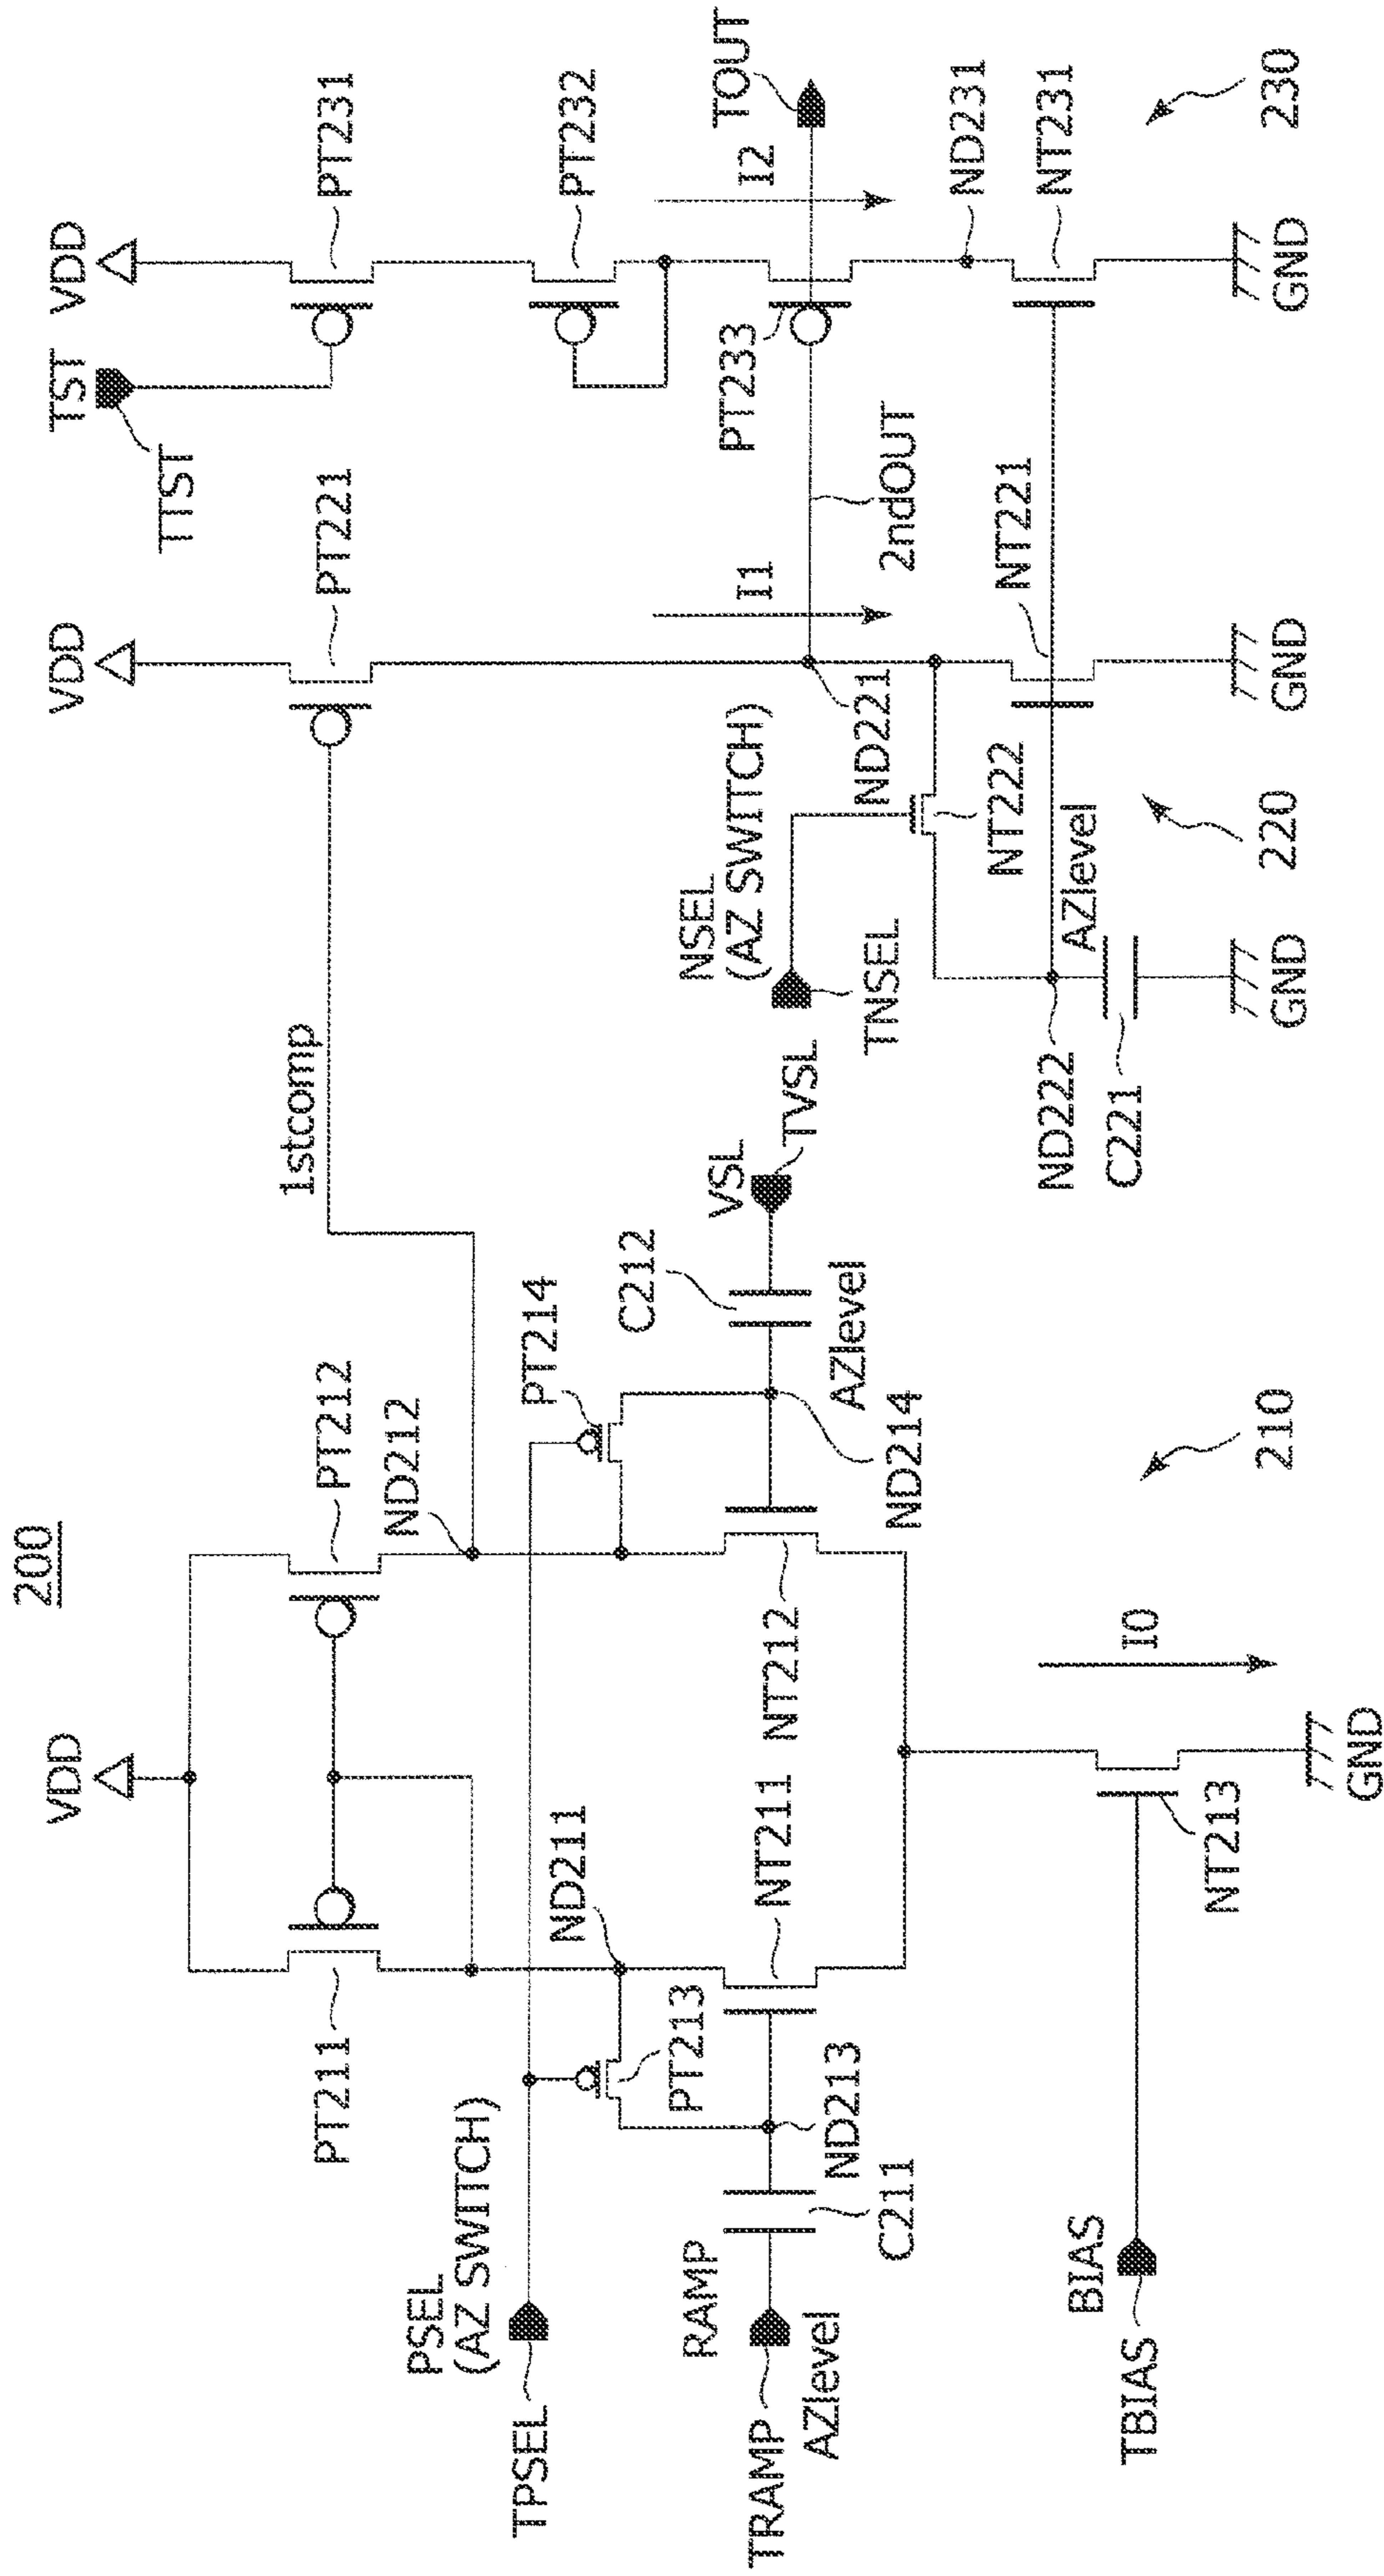 200
VDD
VDD
VDD
TST
TTST
PT211
PT212
PT221
PT231
1stcomp
ND212
PSEL
(AZ SWITCH)
TPSEL
ND211
PT213
PT214
C212
VSL
TVSL
NSEL
(AZ SWITCH)
TNSEL
I1
PT232
PT233
I2
TOUT
2ndOUT
RAMP
TRAMP
AZlevel
C211
ND213
NT211
NT212
ND214
AZlevel
ND221
NT222
NT221
ND231
NT231
AZlevel
ND222
C221
BIAS
TBIAS
NT213
I0
GND
210
GND
220
GND
GND
230